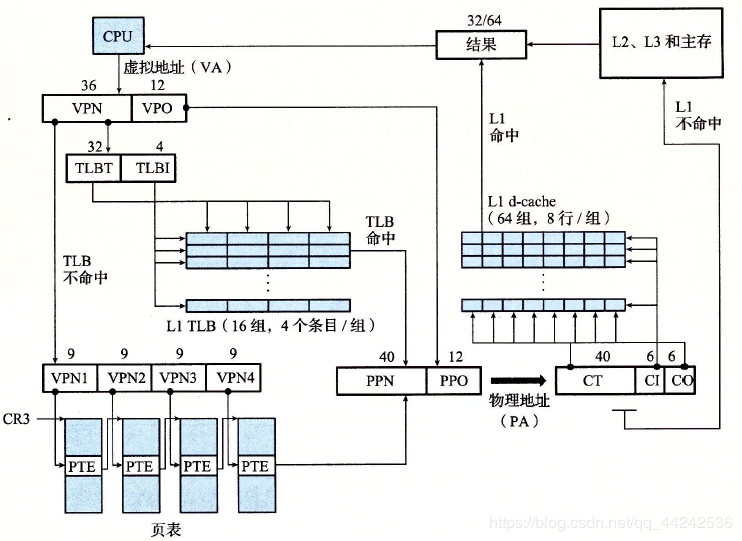 32/64
CPU
结果
L2、L3和主存
虚拟地址（VA）
36
12
VPN
VPO
L1
命中
L1
不命中
32
4
TLBT
TLBI
L1 d-cache
（64组，8行/组）
TLB
命中
TLB
不命中
...
...
L1 TLB（16组，4个条目/组）
9
9
9
9
40
12
40
6
6
VPN1
VPN2
VPN3
VPN4
PPN
PPO
CT
CI
CO
物理地址
（PA）
CR3
PTE
PTE
PTE
PTE
页表
https://blog.csdn.net/qq_44242536